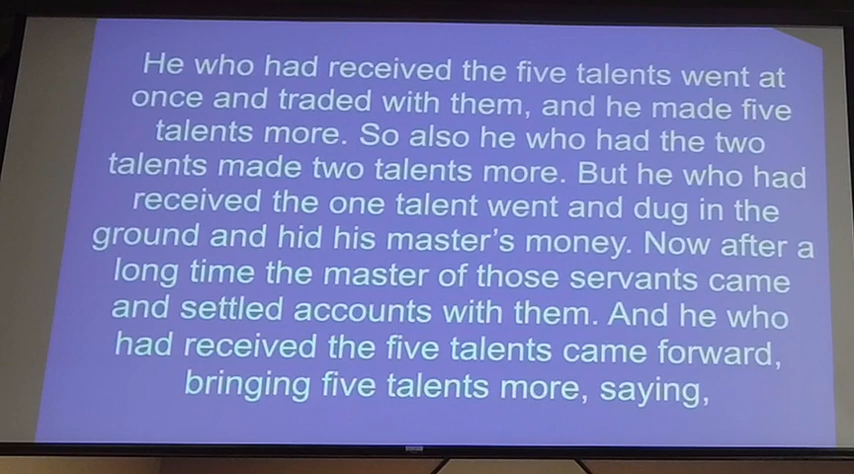 He who had received the five talents went at
once and traded with them, and he made five
talents more. So also he who had the two
talents made two talents more. But he who had
received the one talent went and dug in the
ground and hid his master’s money. Now after a
long time the master of those servants came
and settled accounts with them. And he who
had received the five talents came forward,
bringing five talents more, saying,